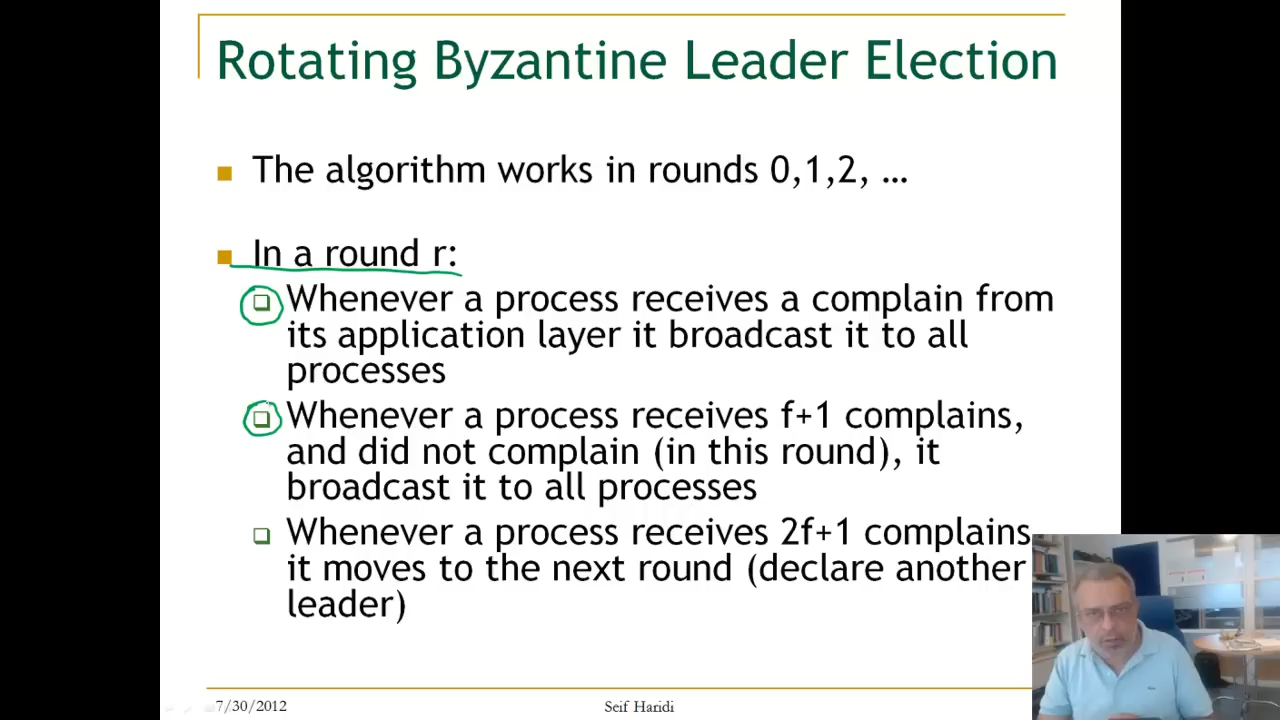 Rotating Byzantine Leader Election
The algorithm works in rounds 0,1,2, …
In a round r:
Whenever a process receives a complain from
its application layer it broadcast it to all
processes
Whenever a process receives f+1 complains,
and did not complain (in this round), it
broadcast it to all processes
Whenever a process receives 2f+1 complains
it moves to the next round (declare another
leader)
7/30/2012
Seif Haridi